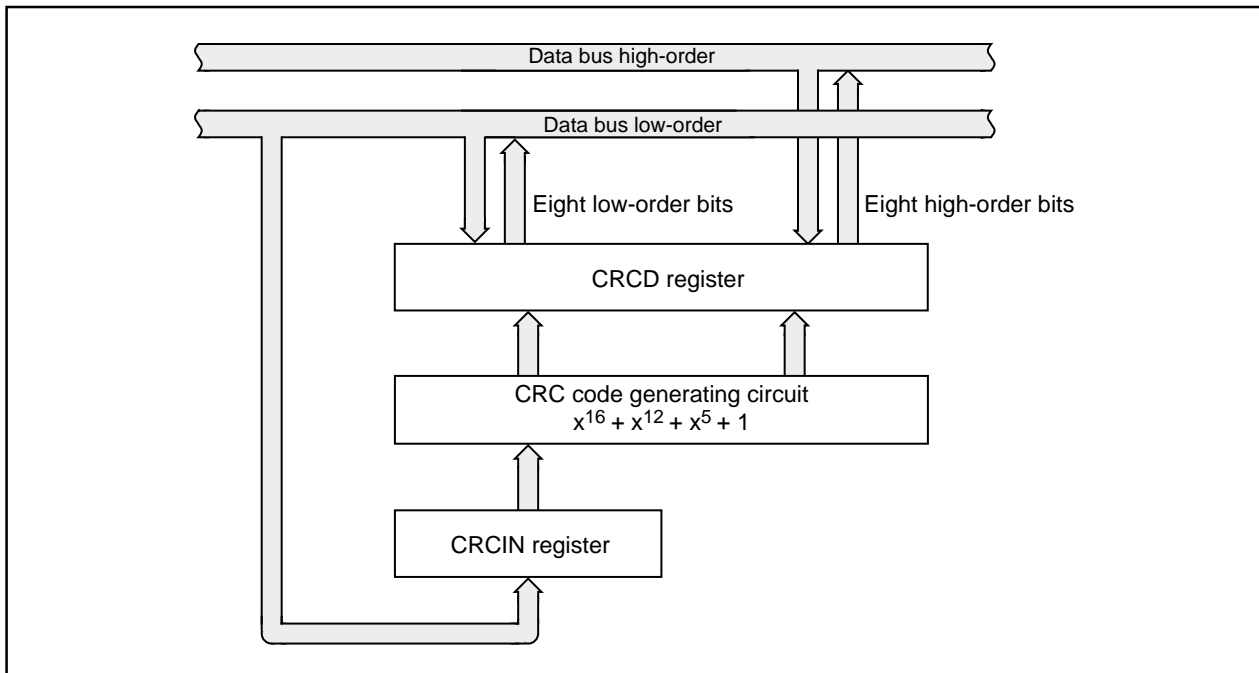 Data bus high-order
Data bus low-order
Eight low-order bits
Eight high-order bits
CRCD register
CRC code generating circuit
x¹⁶ + x¹² + x⁵ + 1
CRCIN register